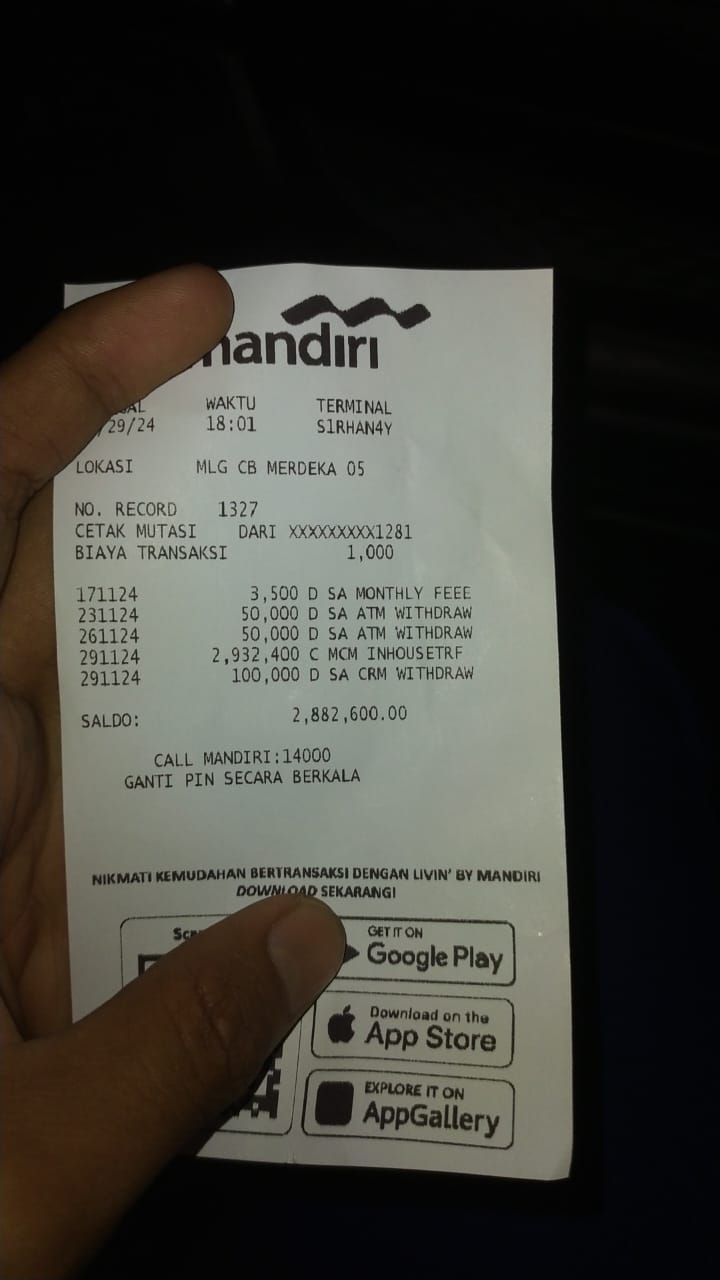 mandiri
WAKTU TERMINAL
/29/24 18:01 S1RHAN4Y
LOKASI MLG CB MERDEKA 05
NO. RECORD 1327
CETAK MUTASI DARI XXXXXXXXX1281
BIAYA TRANSAKSI 1,000
171124 3,500 D SA MONTHLY FEEE
231124 50,000 D SA ATM WITHDRAW
261124 50,000 D SA ATM WITHDRAW
291124 2,932,400 C MCM INHOUSETRF
291124 100,000 D SA CRM WITHDRAW
SALDO: 2,882,600.00
CALL MANDIRI:14000
GANTI PIN SECARA BERKALA
NIKMATI KEMUDAHAN BERTRANSAKSI DENGAN LIVIN' BY MANDIRI
DOWNLOAD SEKARANG!
GET IT ON
Google Play
Download on the
App Store
EXPLORE IT ON
AppGallery